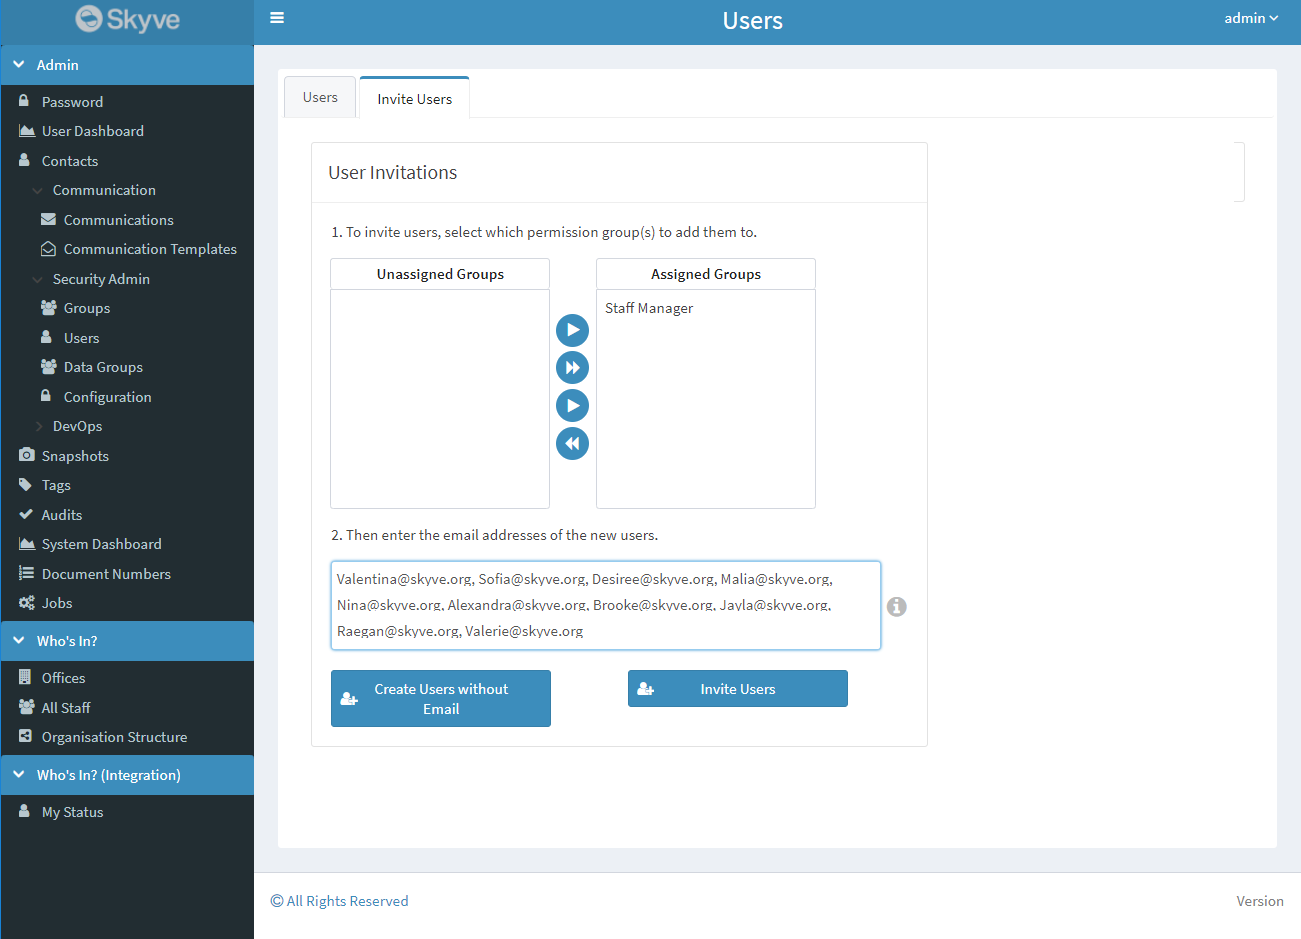 Skyve
Users
admin
Admin
Password
User Dashboard
Contacts
Communication
Communications
Communication Templates
Security Admin
Groups
Users
Data Groups
Configuration
DevOps
Snapshots
Tags
Audits
System Dashboard
Document Numbers
Jobs
Who's In?
Offices
All Staff
Organisation Structure
Who's In? (Integration)
My Status
Users
Invite Users
User Invitations
1. To invite users, select which permission group(s) to add them to.
Unassigned Groups
Assigned Groups
Staff Manager
2. Then enter the email addresses of the new users.
Valentina@skyve.org, Sofia@skyve.org, Desiree@skyve.org, Malia@skyve.org,
Nina@skyve.org, Alexandra@skyve.org, Brooke@skyve.org, Jayla@skyve.org,
Raegan@skyve.org, Valerie@skyve.org
Create Users without
Email
Invite Users
© All Rights Reserved
Version